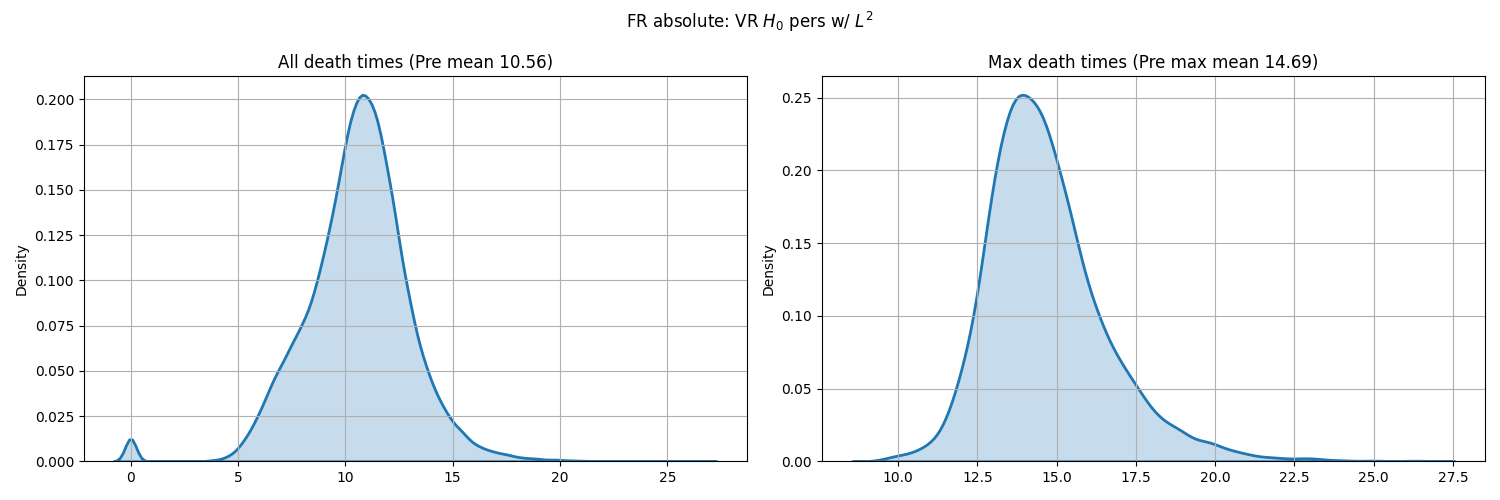 FR absolute: VR $H_0$ pers w/ $L^2$
All death times (Pre mean 10.56)
Density
0.200
0.175
0.150
0.125
0.100
0.075
0.050
0.025
0.000
0 5 10 15 20 25
Max death times (Pre max mean 14.69)
Density
0.25
0.20
0.15
0.10
0.05
0.00
10.0 12.5 15.0 17.5 20.0 22.5 25.0 27.5